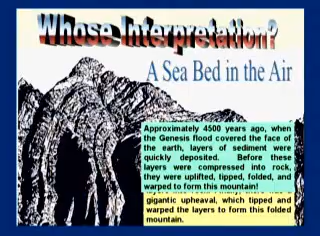 Whose Interpretation?
A Sea Bed in the Air
Approximately 4500 years ago, when
the Genesis flood covered the face of
the earth, layers of sediment were
quickly deposited. Before these
layers were compressed into rock,
they were uplifted, tipped, folded, and
warped to form this mountain!
gigantic upheaval, which tipped and
warped the layers to form this folded
mountain.